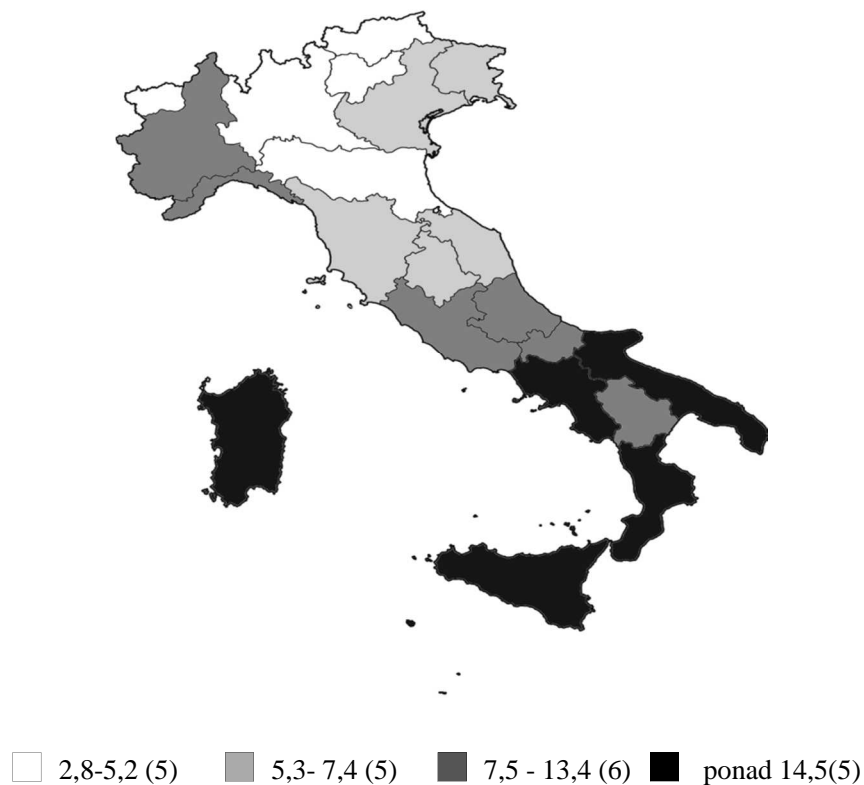 2,8-5,2 (5) 5,3- 7,4 (5) 7,5 - 13,4 (6) ponad 14,5(5)